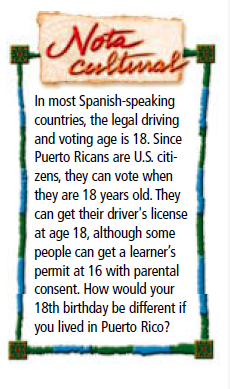 Nota
cultural
In most Spanish-speaking
countries, the legal driving
and voting age is 18. Since
Puerto Ricans are U.S. citi-
zens, they can vote when
they are 18 years old. They
can get their driver's license
at age 18, although some
people can get a learner's
permit at 16 with parental
consent. How would your
18th birthday be different if
you lived in Puerto Rico?